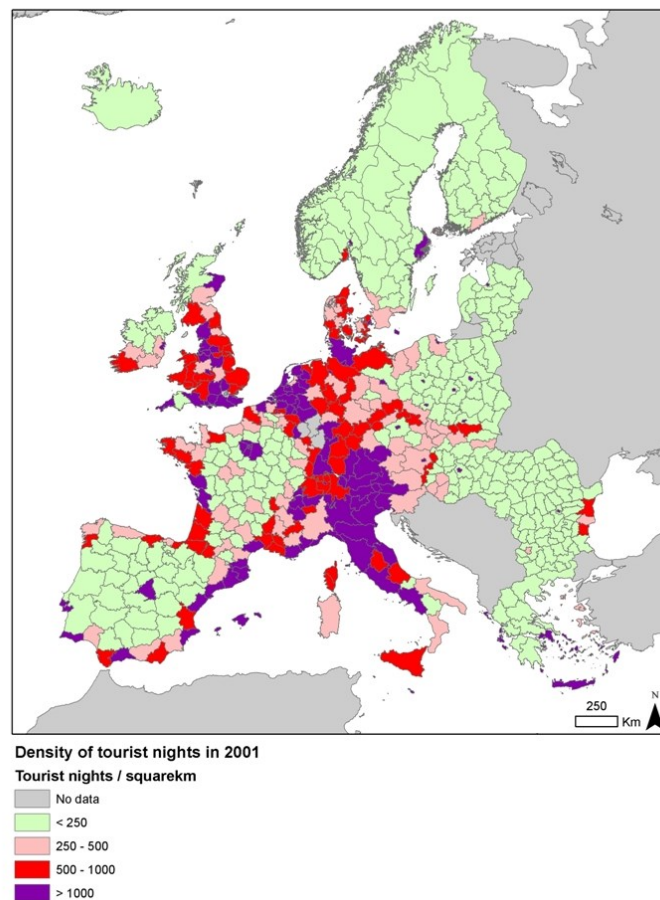 N
250
Km
Density of tourist nights in 2001
Tourist nights / squarekm
No data
< 250
250 - 500
500 - 1000
> 1000